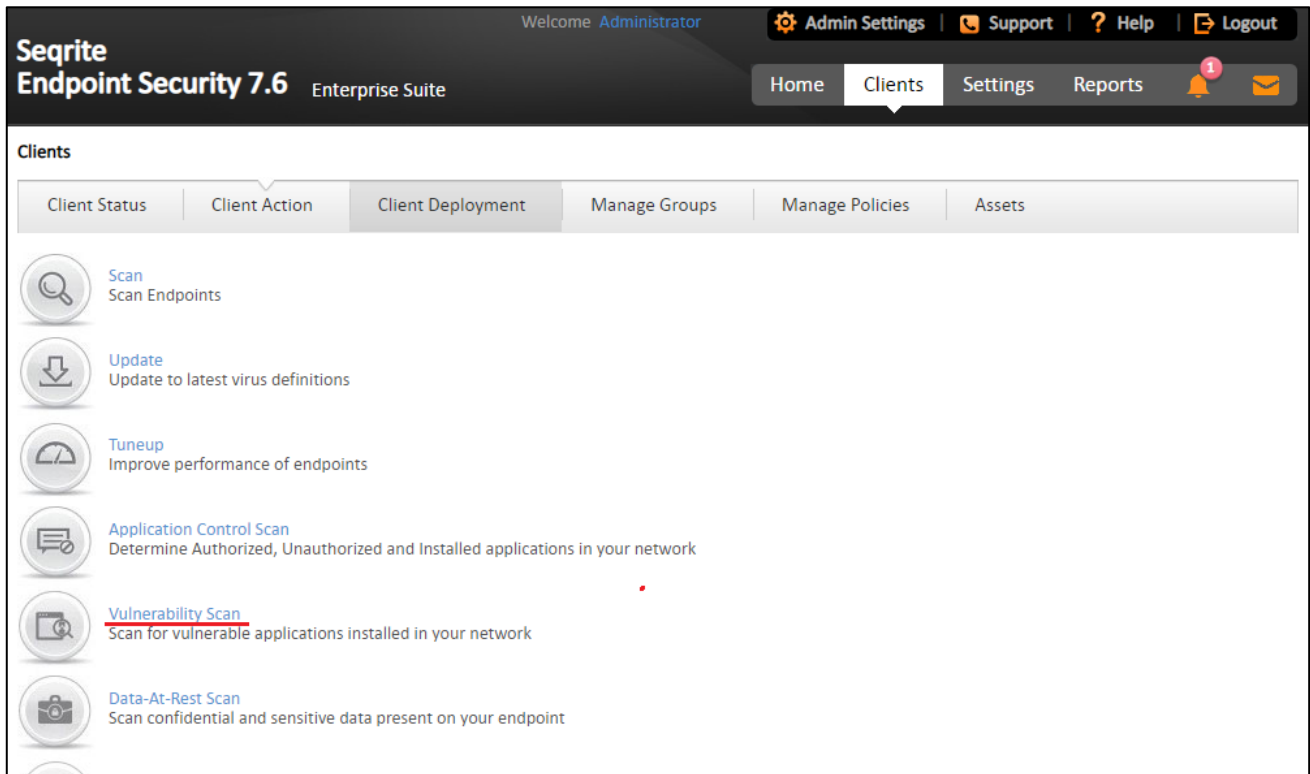 Welcome Administrator
Admin Settings | Support | ? Help | Logout
Seqrite
Endpoint Security 7.6 Enterprise Suite
Home Clients Settings Reports 1
Clients
Client Status Client Action Client Deployment Manage Groups Manage Policies Assets
Scan
Scan Endpoints
Update
Update to latest virus definitions
Tuneup
Improve performance of endpoints
Application Control Scan
Determine Authorized, Unauthorized and Installed applications in your network
Vulnerability Scan
Scan for vulnerable applications installed in your network
Data-At-Rest Scan
Scan confidential and sensitive data present on your endpoint